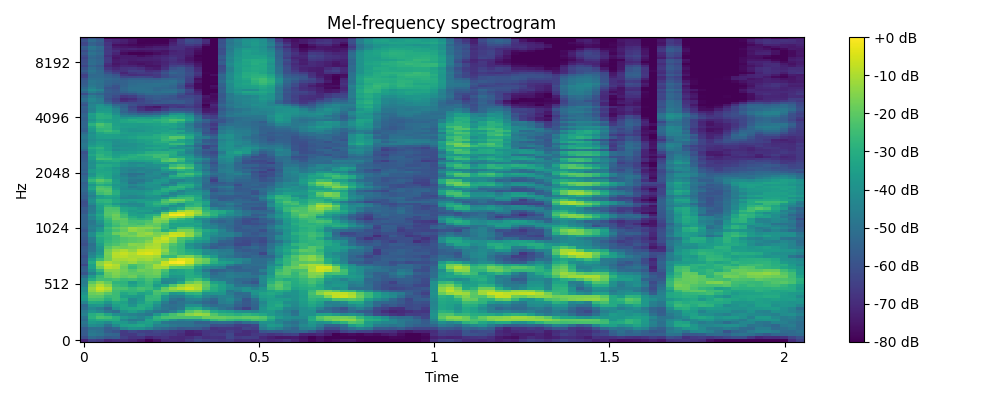 Mel-frequency spectrogram
Hz
8192
4096
2048
1024
512
0
0
0.5
1
1.5
2
Time
+0 dB
-10 dB
-20 dB
-30 dB
-40 dB
-50 dB
-60 dB
-70 dB
-80 dB